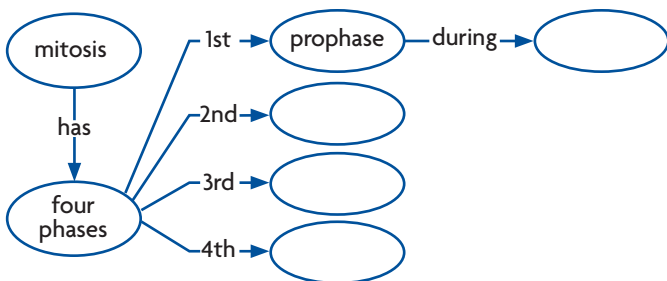 mitosis
1st
prophase
during
has
2nd
3rd
four
phases
4th